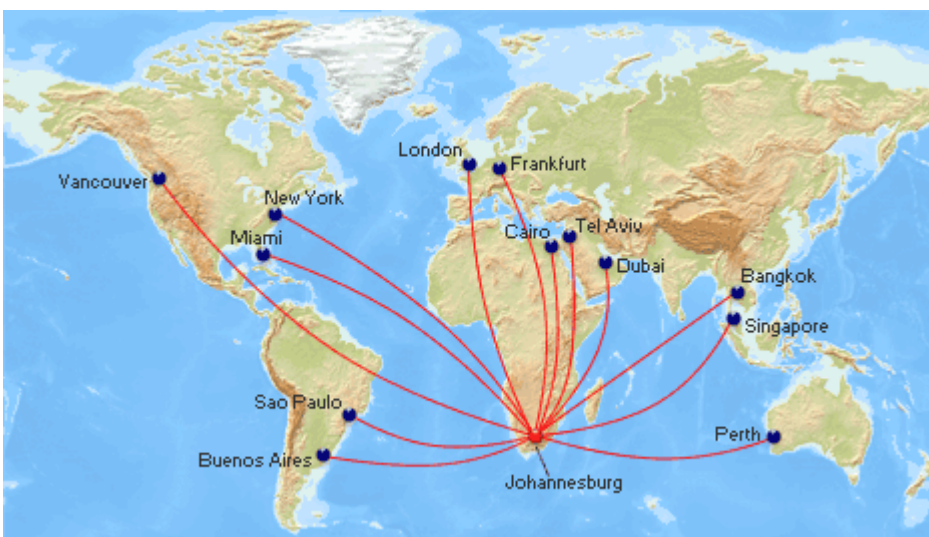 London
Frankfurt
Vancouver
New York
Miami
Cairo
Tel Aviv
Dubai
Bangkok
Singapore
Sao Paulo
Buenos Aires
Perth
Johannesburg